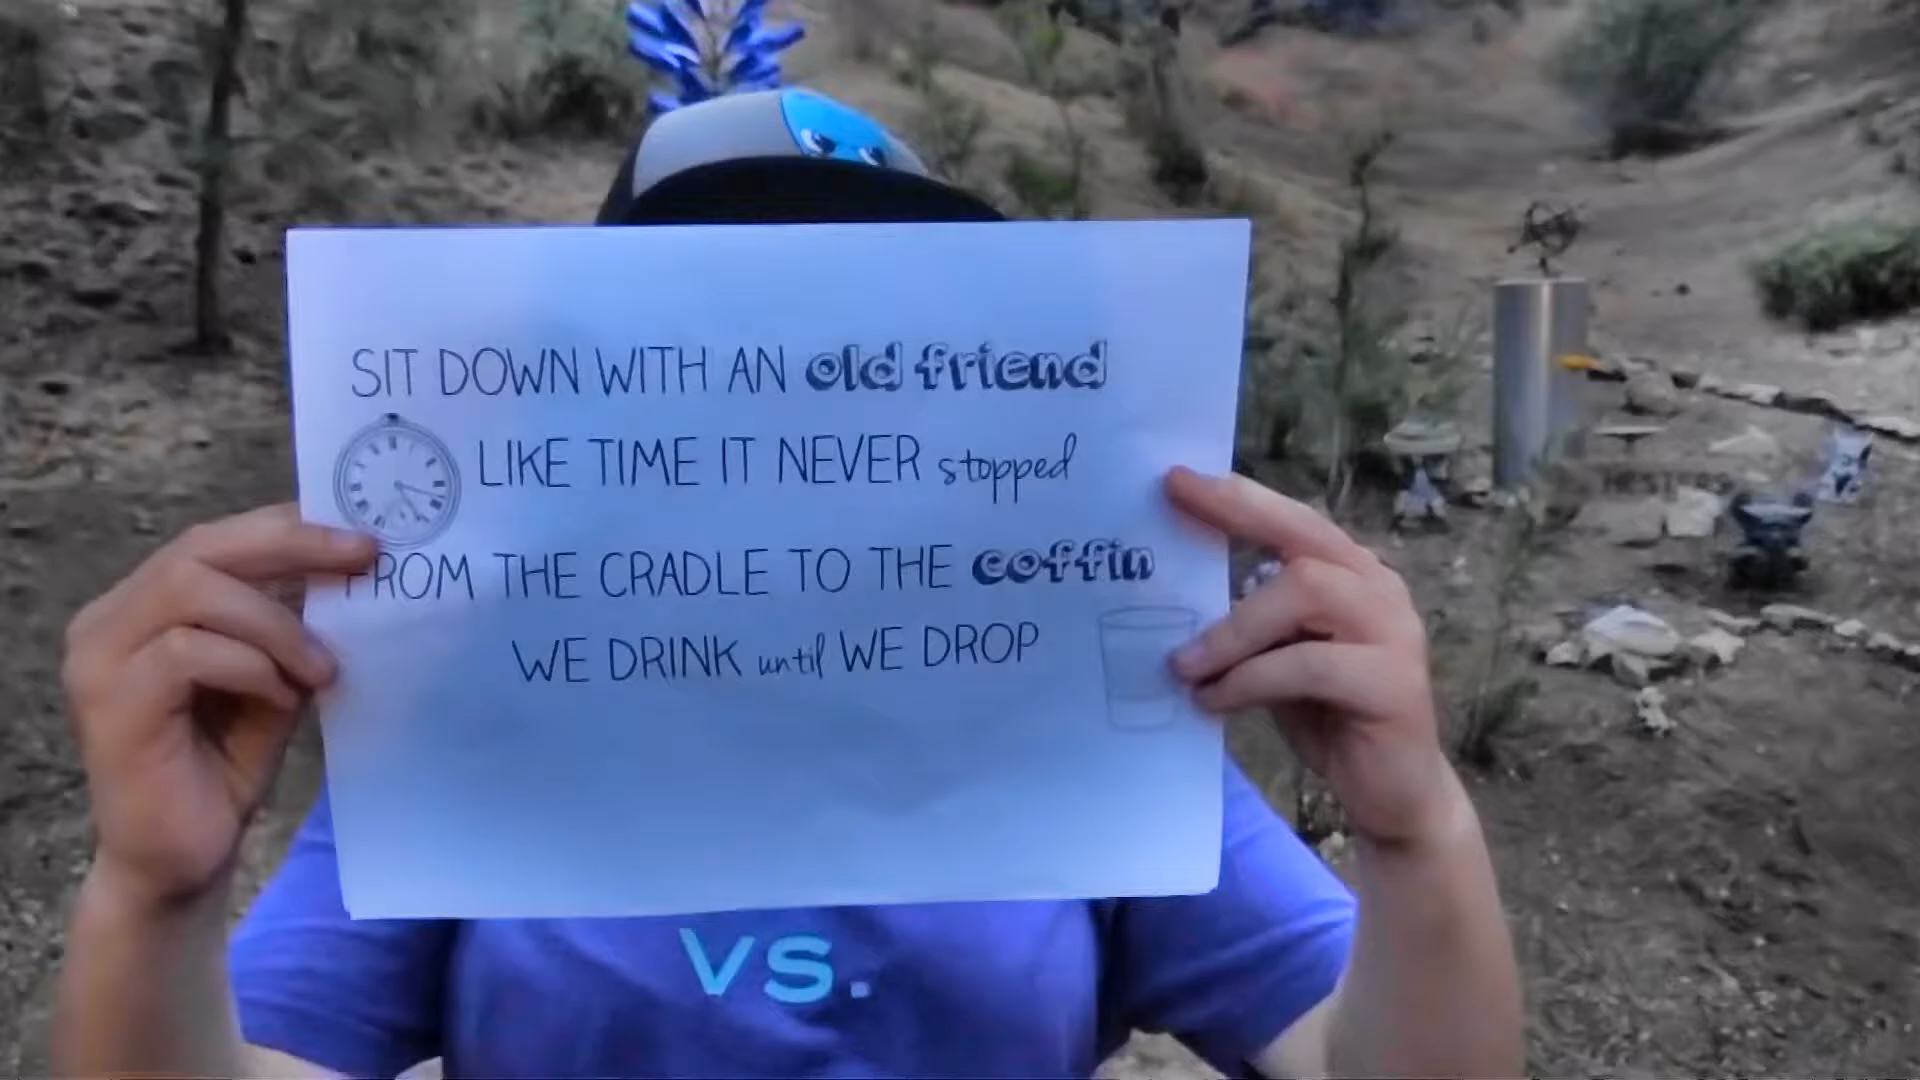 SIT DOWN WITH AN old friend
LIKE TIME IT NEVER stopped
FROM THE CRADLE TO THE coffin
WE DRINK until WE DROP
VS.